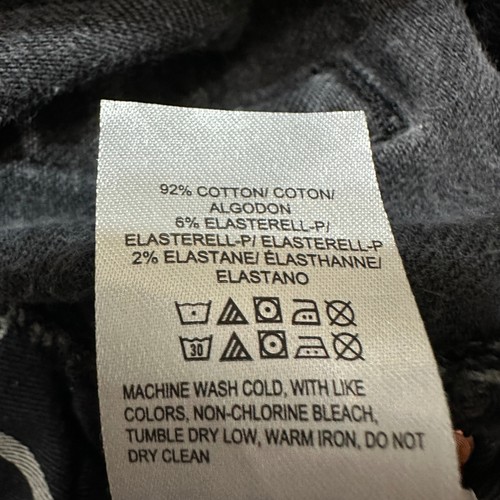 92% COTTON/ COTON/
ALGODON
6% ELASTERELL-P/
ELASTERELL-P/ ELASTERELL-P
2% ELASTANE/ ÉLASTHANNE/
ELASTANO
30
MACHINE WASH COLD, WITH LIKE
COLORS, NON-CHLORINE BLEACH,
TUMBLE DRY LOW, WARM IRON, DO NOT
DRY CLEAN